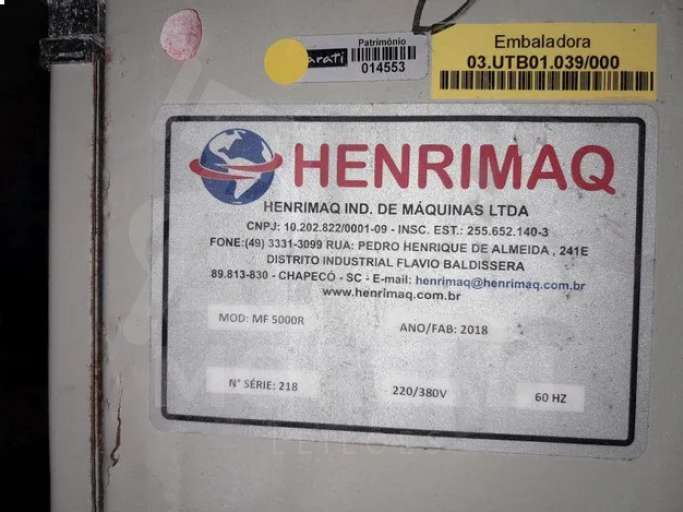 Patrimônio
arati
014553
Embaladora
03.UTB01.039/000
HENRIMAQ
HENRIMAQ IND. DE MÁQUINAS LTDA
CNPJ: 10.202.822/0001-09 - INSC. EST.: 255.652.140-3
FONE:(49) 3331-3099 RUA: PEDRO HENRIQUE DE ALMEIDA , 241E
DISTRITO INDUSTRIAL FLAVIO BALDISSERA
89.813-830 - CHAPECÓ - SC - E-mail: henrimaq@henrimaq.com.br
www.henrimaq.com.br
MOD: MF 5000R ANO/FAB: 2018
N° SÉRIE: 218 220/380V 60 HZ
LEILÕES